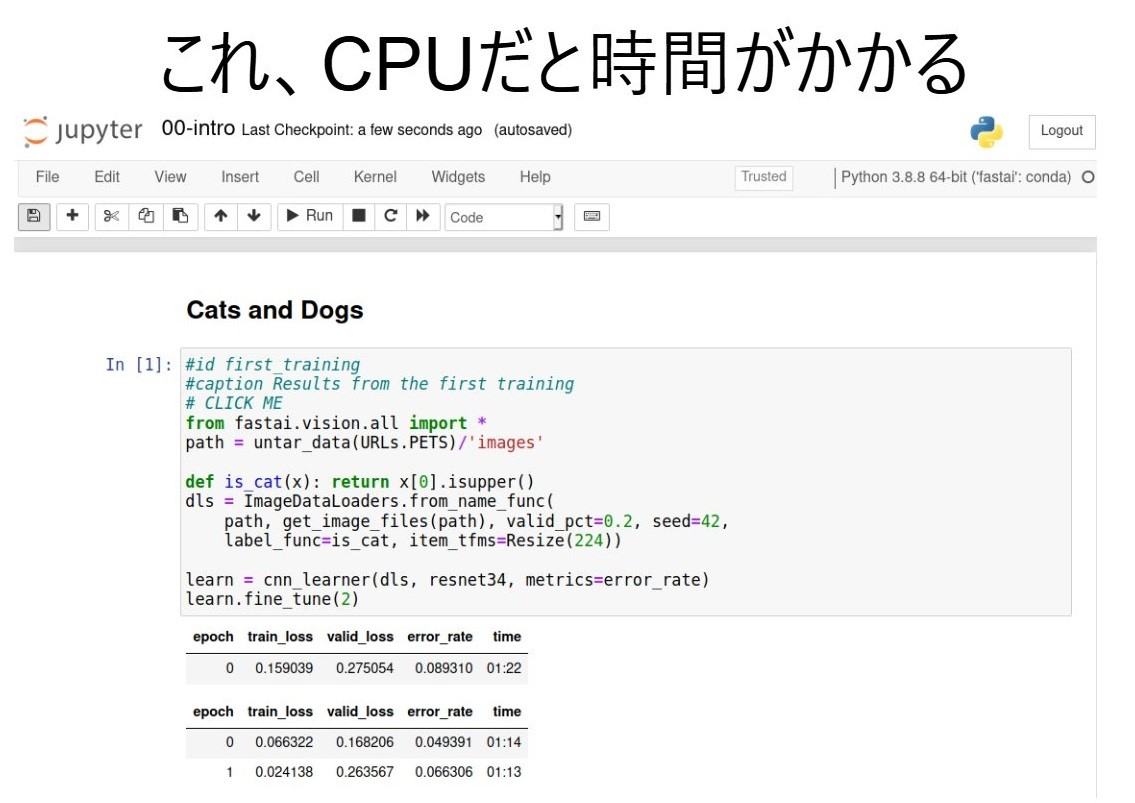 これ、CPUだと時間がかかる
jupyter 00-intro Last Checkpoint: a few seconds ago (autosaved) Logout
File Edit View Insert Cell Kernel Widgets Help Trusted Python 3.8.8 64-bit ('fastai': conda)
Run Code
Cats and Dogs
In [1]: #id first_training
#caption Results from the first training
# CLICK ME
from fastai.vision.all import *
path = untar_data(URLs.PETS)/'images'
def is_cat(x): return x[0].isupper()
dls = ImageDataLoaders.from_name_func(
    path, get_image_files(path), valid_pct=0.2, seed=42,
    label_func=is_cat, item_tfms=Resize(224))
learn = cnn_learner(dls, resnet34, metrics=error_rate)
learn.fine_tune(2)
epoch train_loss valid_loss error_rate time
0 0.159039 0.275054 0.089310 01:22
epoch train_loss valid_loss error_rate time
0 0.066322 0.168206 0.049391 01:14
1 0.024138 0.263567 0.066306 01:13